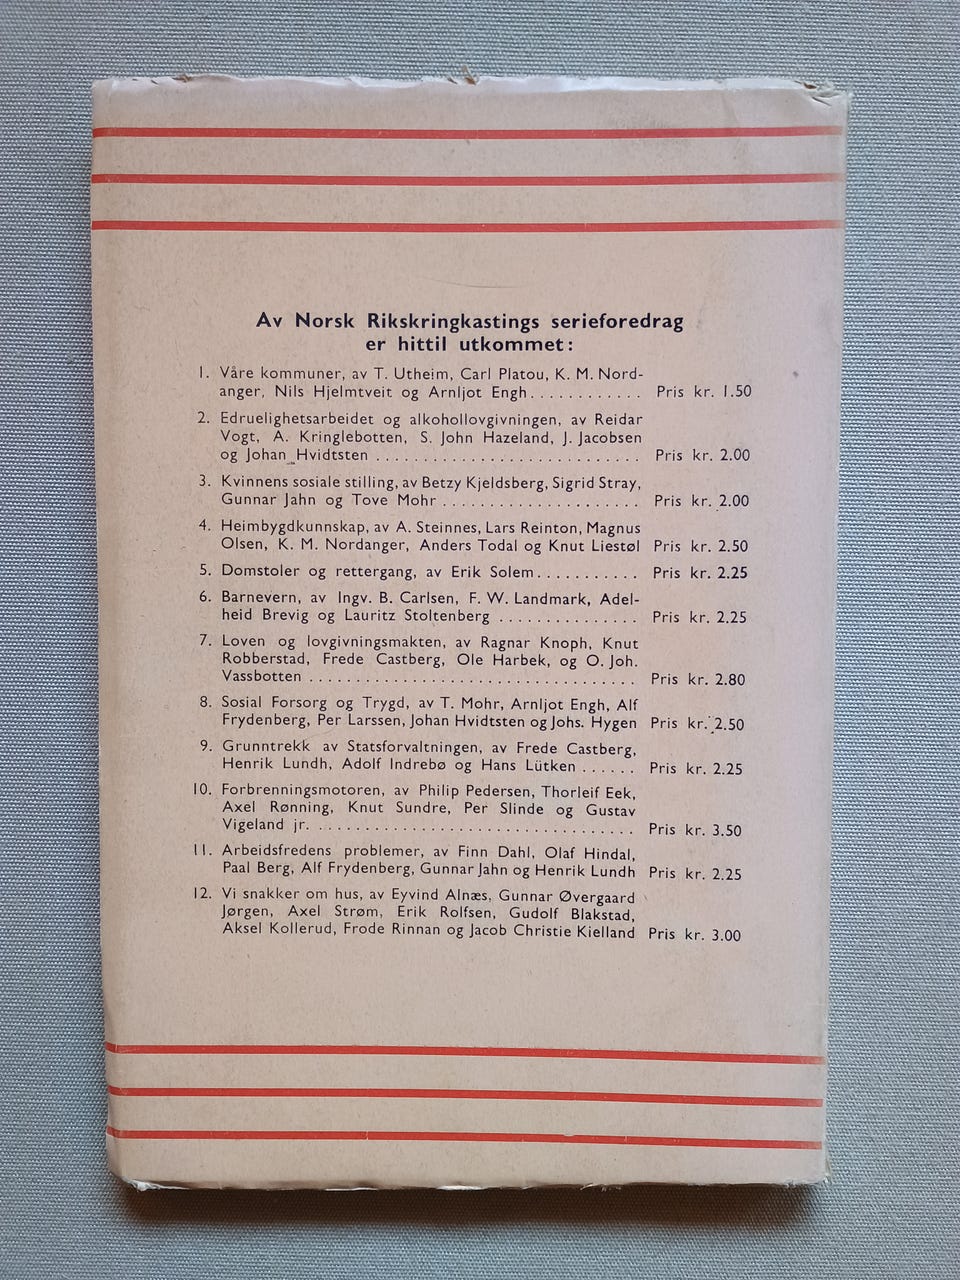 Av Norsk Rikskringkastings serieforedrag
er hittil utkommet:
1. Våre kommuner, av T. Utheim, Carl Platou, K. M. Nord-
anger, Nils Hjelmtveit og Arnljot Engh............ Pris kr. 1.50
2. Edruelighetsarbeidet og alkohollovgivningen, av Reidar
Vogt, A. Kringlebotten, S. John Hazeland, J. Jacobsen
og Johan Hvidtsten ............................. Pris kr. 2.00
3. Kvinnens sosiale stilling, av Betzy Kjeldsberg, Sigrid Stray,
Gunnar Jahn og Tove Mohr ...................... Pris kr. 2.00
4. Heimbygdkunnskap, av A. Steinnes, Lars Reinton, Magnus
Olsen, K. M. Nordanger, Anders Todal og Knut Liestøl Pris kr. 2.50
5. Domstoler og rettergang, av Erik Solem........... Pris kr. 2.25
6. Barnevern, av Ingv. B. Carlsen, F. W. Landmark, Adel-
heid Brevig og Lauritz Stoltenberg ............... Pris kr. 2.25
7. Loven og lovgivningsmakten, av Ragnar Knoph, Knut
Robberstad, Frede Castberg, Ole Harbek, og O. Joh.
Vassbotten ................................... Pris kr. 2.80
8. Sosial Forsorg og Trygd, av T. Mohr, Arnljot Engh, Alf
Frydenberg, Per Larssen, Johan Hvidtsten og Johs. Hygen Pris kr. 2.50
9. Grunntrekk av Statsforvaltningen, av Frede Castberg,
Henrik Lundh, Adolf Indrebø og Hans Lütken ...... Pris kr. 2.25
10. Forbrenningsmotoren, av Philip Pedersen, Thorleif Eek,
Axel Rønning, Knut Sundre, Per Slinde og Gustav
Vigeland jr. .................................. Pris kr. 3.50
11. Arbeidsfredens problemer, av Finn Dahl, Olaf Hindal,
Paal Berg, Alf Frydenberg, Gunnar Jahn og Henrik Lundh Pris kr. 2.25
12. Vi snakker om hus, av Eyvind Alnæs, Gunnar Øvergaard
Jørgen, Axel Strøm, Erik Rolfsen, Gudolf Blakstad,
Aksel Kollerud, Frode Rinnan og Jacob Christie Kielland Pris kr. 3.00